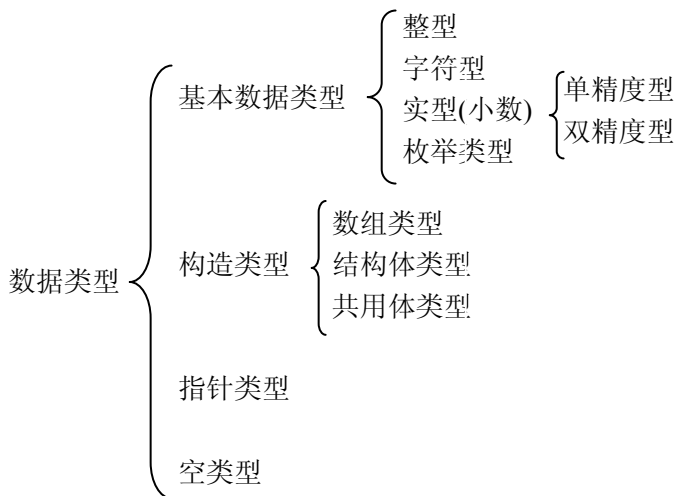 数据类型
基本数据类型
整型
字符型
实型(小数)
单精度型
双精度型
枚举类型
构造类型
数组类型
结构体类型
共用体类型
指针类型
空类型